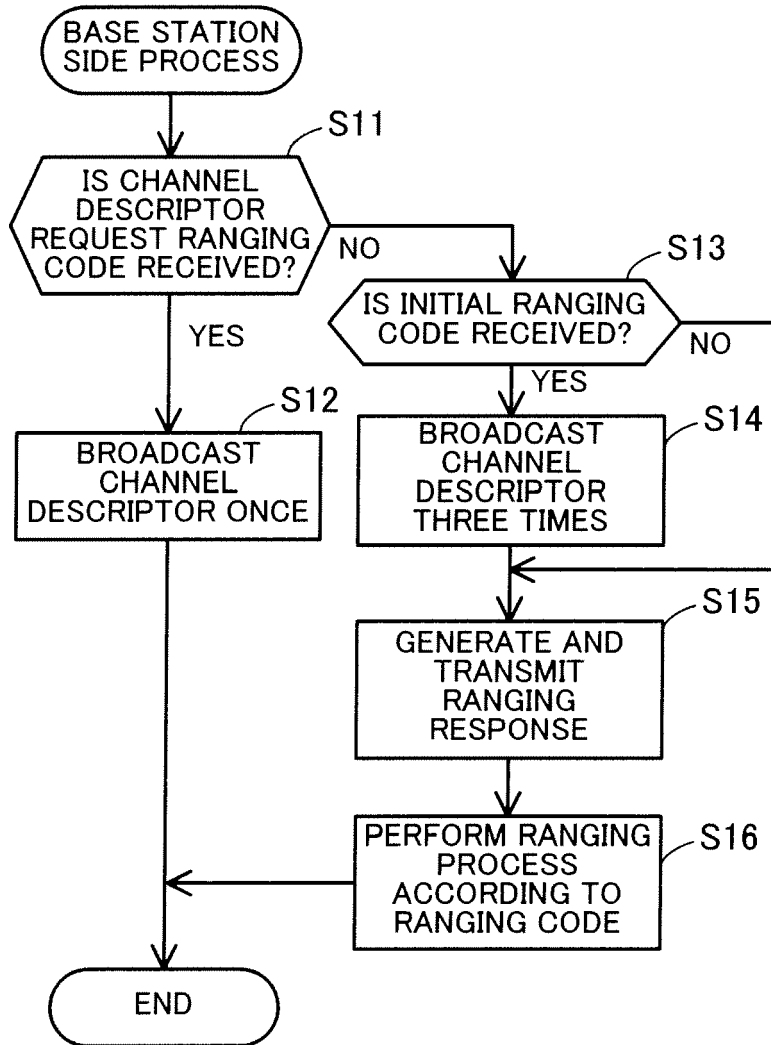 BASE STATION
SIDE PROCESS
S11
IS CHANNEL
DESCRIPTOR
REQUEST RANGING
CODE RECEIVED?
NO
YES
S13
IS INITIAL RANGING
CODE RECEIVED?
NO
YES
S12
BROADCAST
CHANNEL
DESCRIPTOR ONCE
S14
BROADCAST
CHANNEL
DESCRIPTOR
THREE TIMES
S15
GENERATE AND
TRANSMIT
RANGING
RESPONSE
S16
PERFORM RANGING
PROCESS
ACCORDING TO
RANGING CODE
END